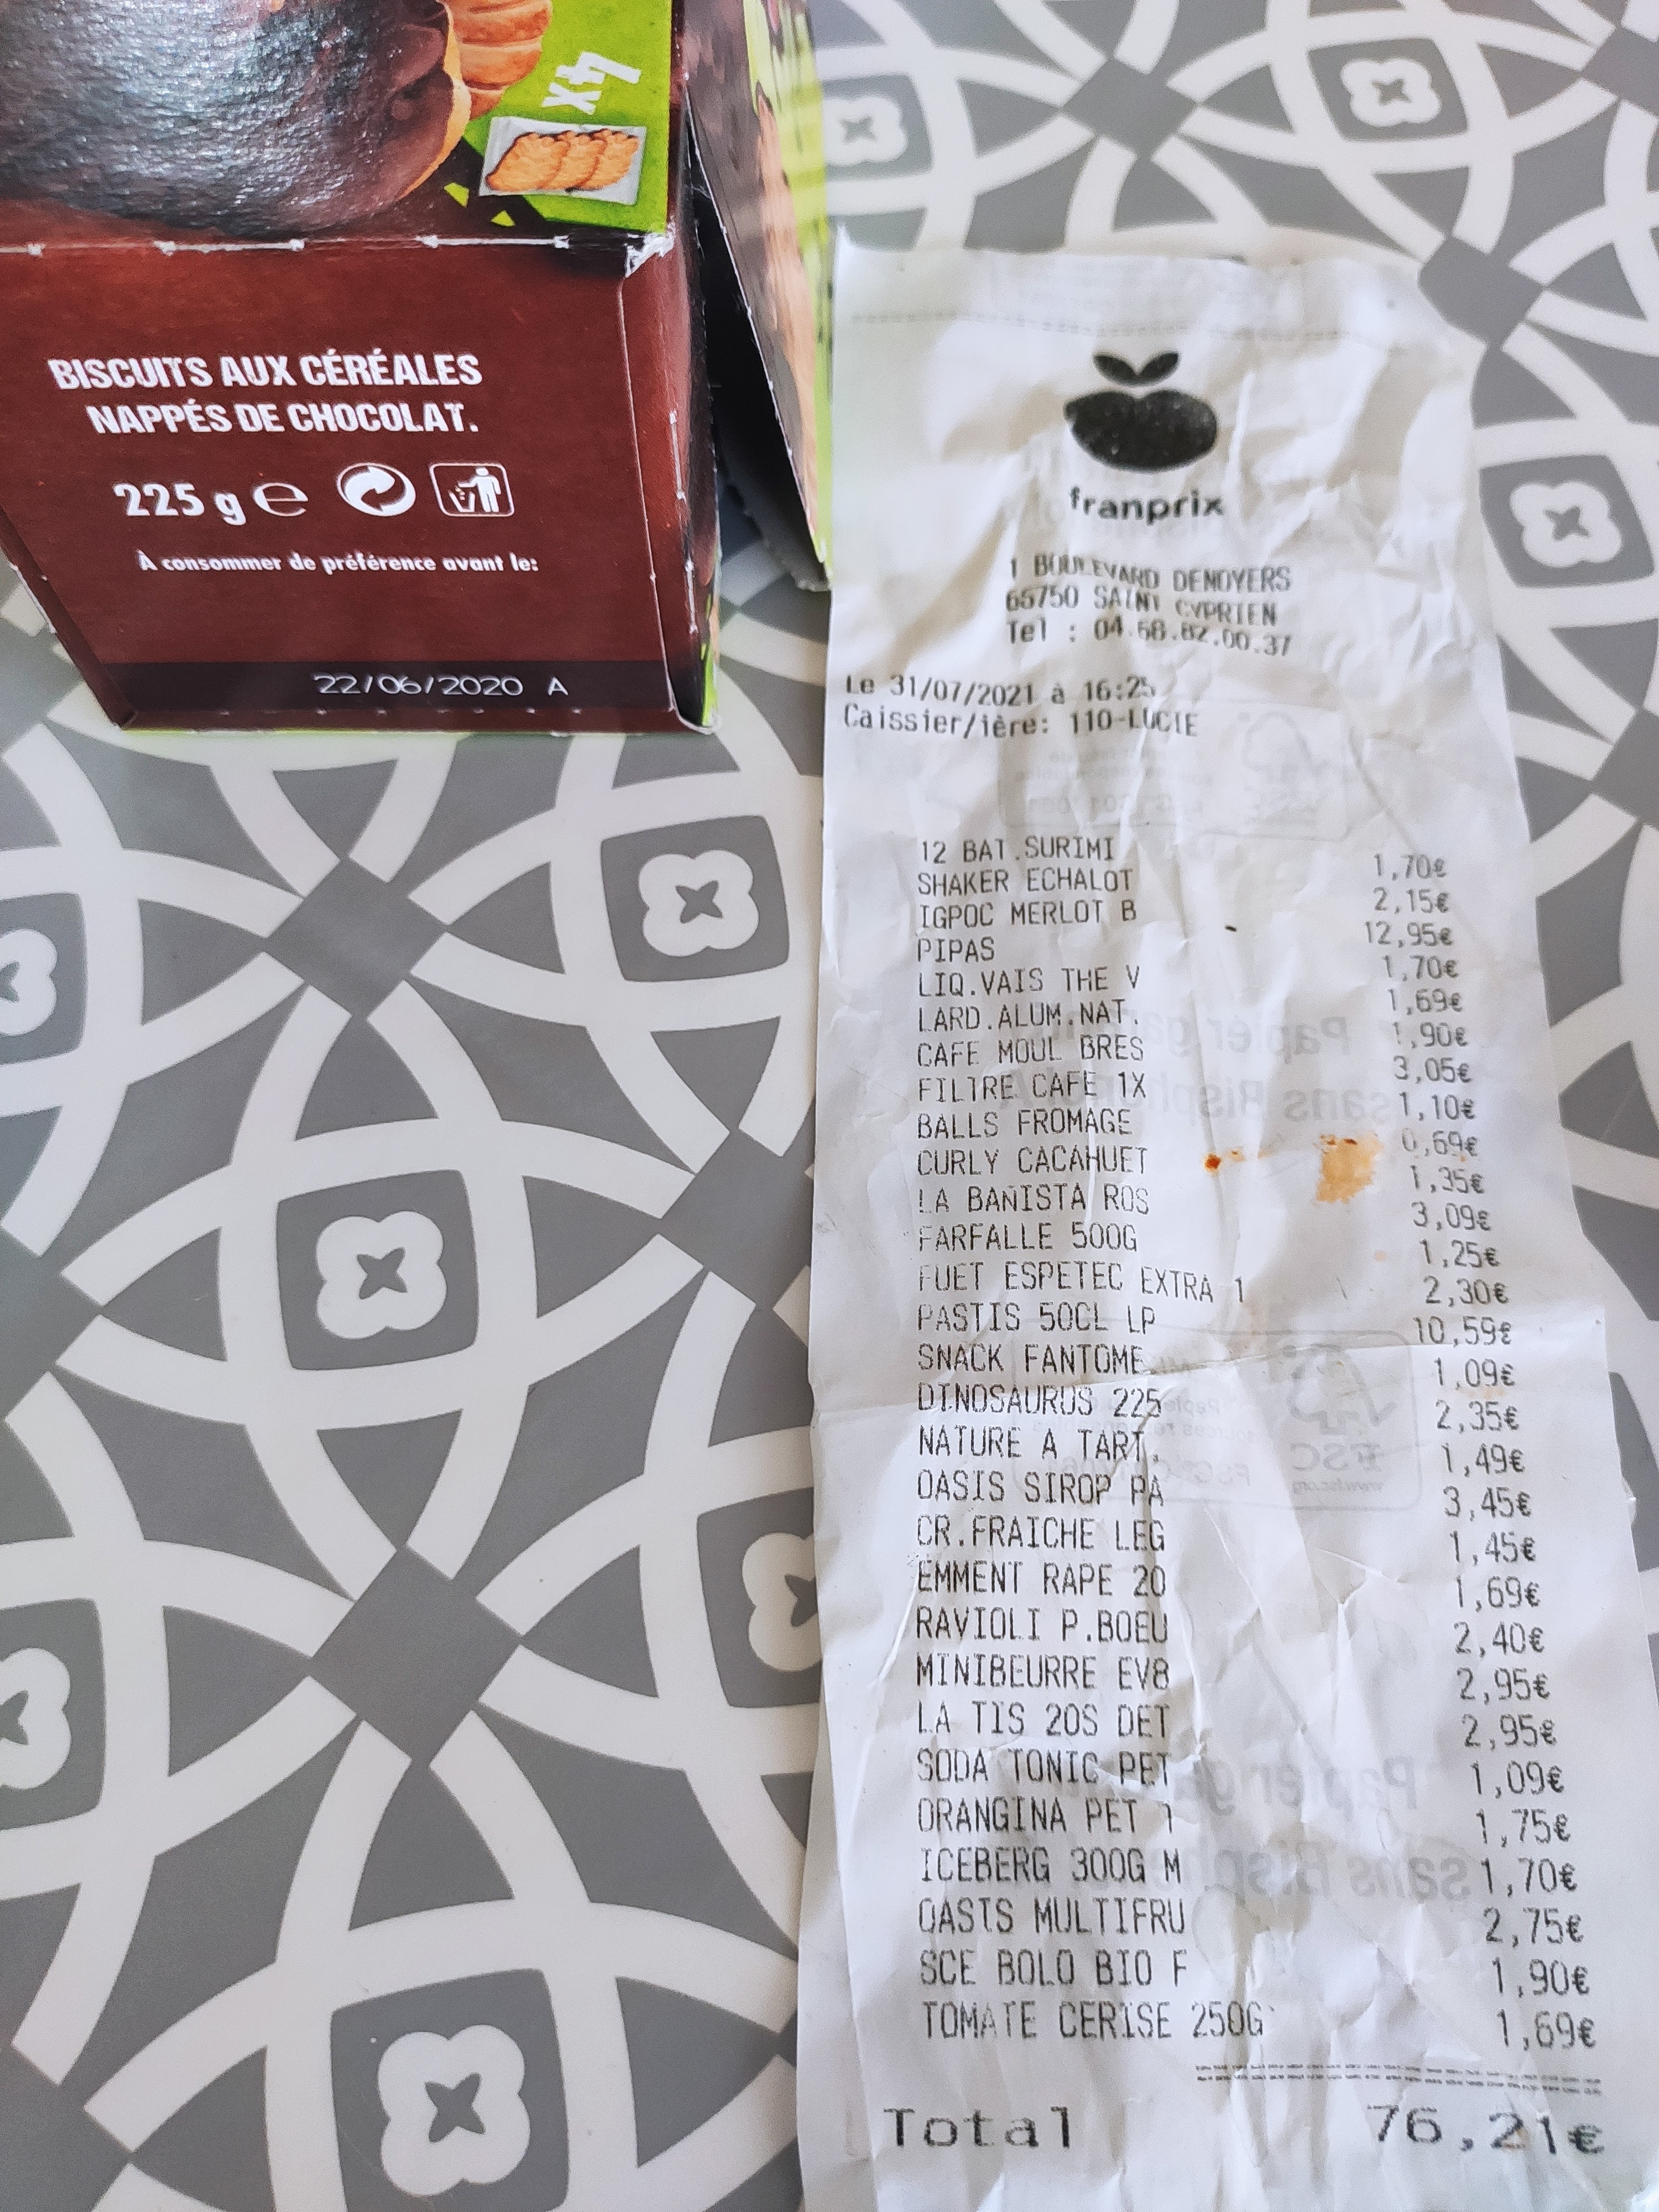 x4
BISCUITS AUX CÉRÉALES
NAPPÉS DE CHOCOLAT.
225 g e
À consommer de préférence avant le:
22/06/2020 A
franprix
1 BOULEVARD DENOYERS
66750 SAINT CYPRIEN
Tel : 04.68.82.00.37
Le 31/07/2021 à 16:25
Caissier/ière: 110-LUCIE
12 BAT.SURIMI 1,70€
SHAKER ECHALOT 2,15€
IGPOC MERLOT B 12,95€
PIPAS 1,70€
LIQ.VAIS THE V 1,69€
LARD.ALUM.NAT. 1,90€
CAFE MOUL BRES 3,05€
FILTRE CAFE 1X 1,10€
BALLS FROMAGE 0,69€
CURLY CACAHUET 1,35€
LA BAÑISTA ROS 3,09€
FARFALLE 500G 1,25€
FUET ESPETEC EXTRA 1 2,30€
PASTIS 50CL LP 10,59€
SNACK FANTOME 1,09€
DINOSAURUS 225 2,35€
NATURE A TART. 1,49€
OASIS SIROP PA 3,45€
CR.FRAICHE LEG 1,45€
EMMENT RAPE 20 1,69€
RAVIOLI P.BOEU 2,40€
MINIBEURRE EV8 2,95€
LA TIS 20S DET 2,95€
SODA TONIC PET 1,09€
ORANGINA PET 1 1,75€
ICEBERG 300G M 1,70€
OASIS MULTIFRU 2,75€
SCE BOLO BIO F 1,90€
TOMATE CERISE 250G 1,69€
Total 76,21€